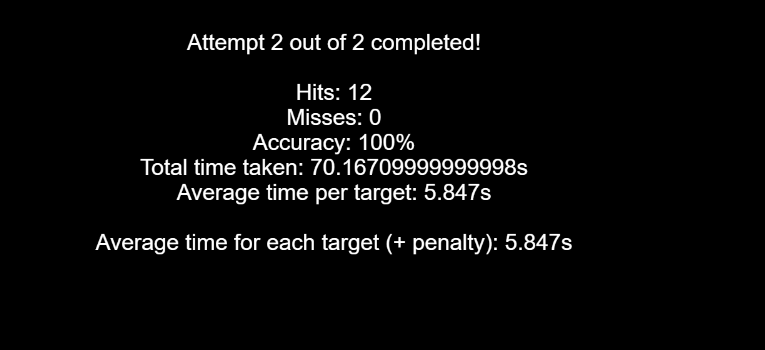 Attempt 2 out of 2 completed!
Hits: 12
Misses: 0
Accuracy: 100%
Total time taken: 70.16709999999998s
Average time per target: 5.847s
Average time for each target (+ penalty): 5.847s